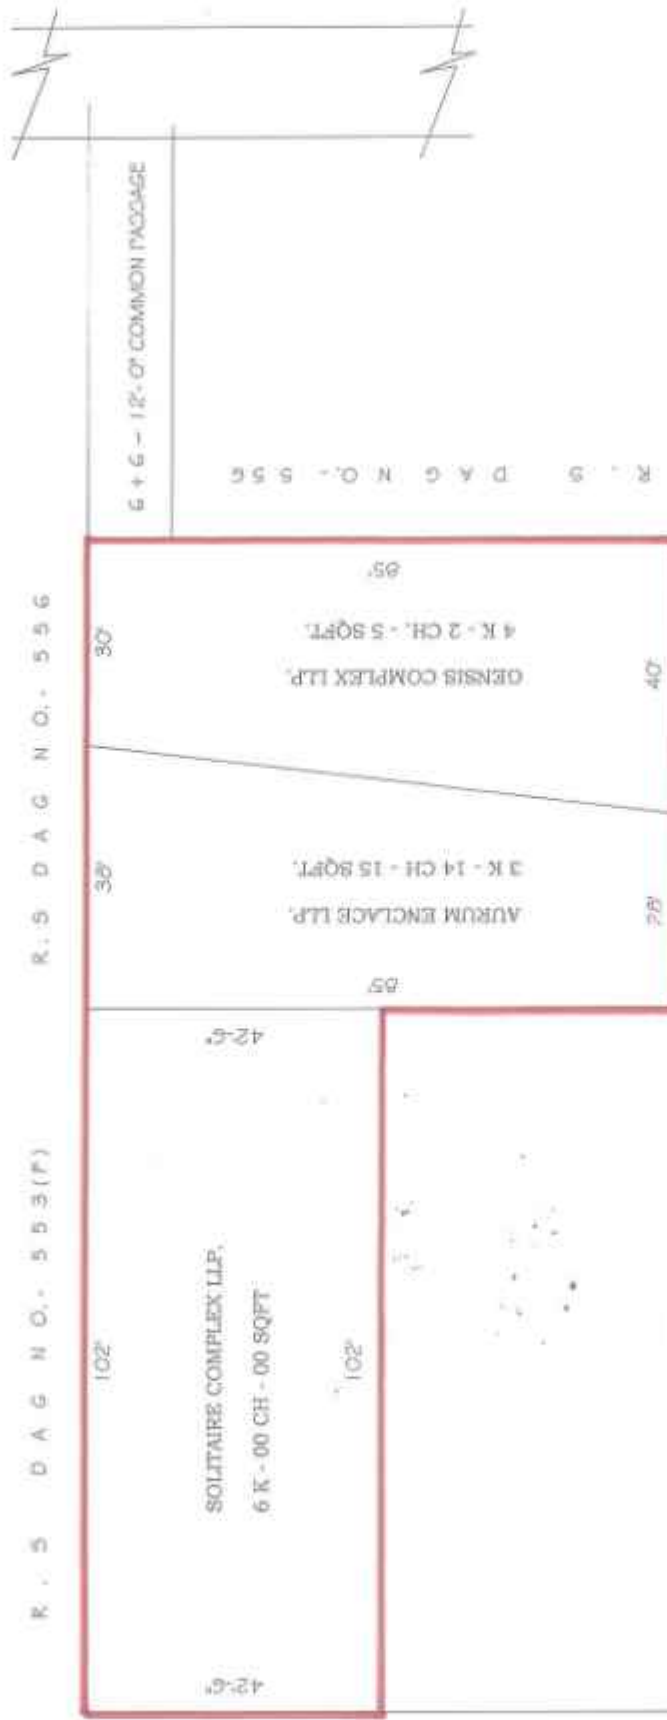 6 + 6 = 12'-0" COMMON PASSAGE
R . S DAG NO.- 556
R.S DAG NO.- 556
30'
85'
GENSIS COMPLEX LLP.
4 K - 2 CH. - 5 SQFT.
40'
38'
AURUM ENCLACE LLP.
3 K - 14 CH - 15 SQFT.
28'
85'
R . S DAG NO.- 553(P)
42'-6"
102'
SOLITAIRE COMPLEX LLP.
6 K - 00 CH - 00 SQFT
102'
42'-6"